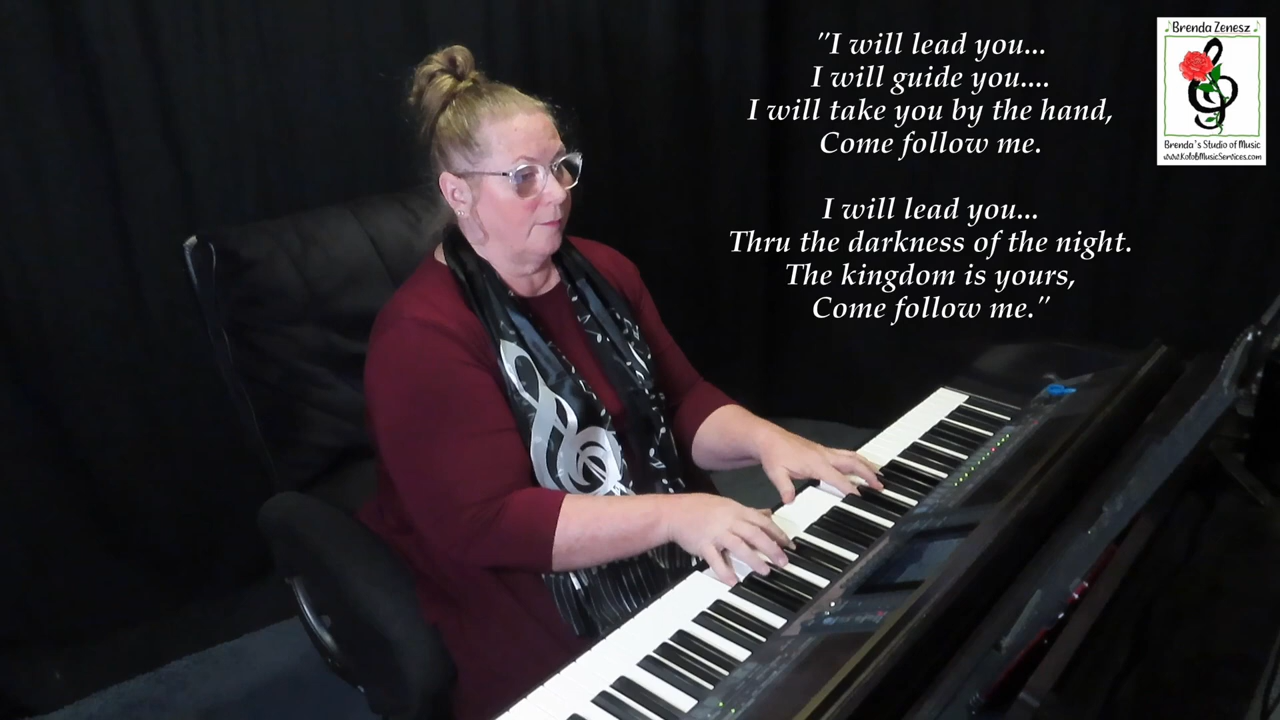 "I will lead you...
I will guide you....
I will take you by the hand,
Come follow me.
I will lead you...
Thru the darkness of the night.
The kingdom is yours,
Come follow me."
Brenda Zenesz
Brenda's Studio of Music
www.KolobMusicServices.com